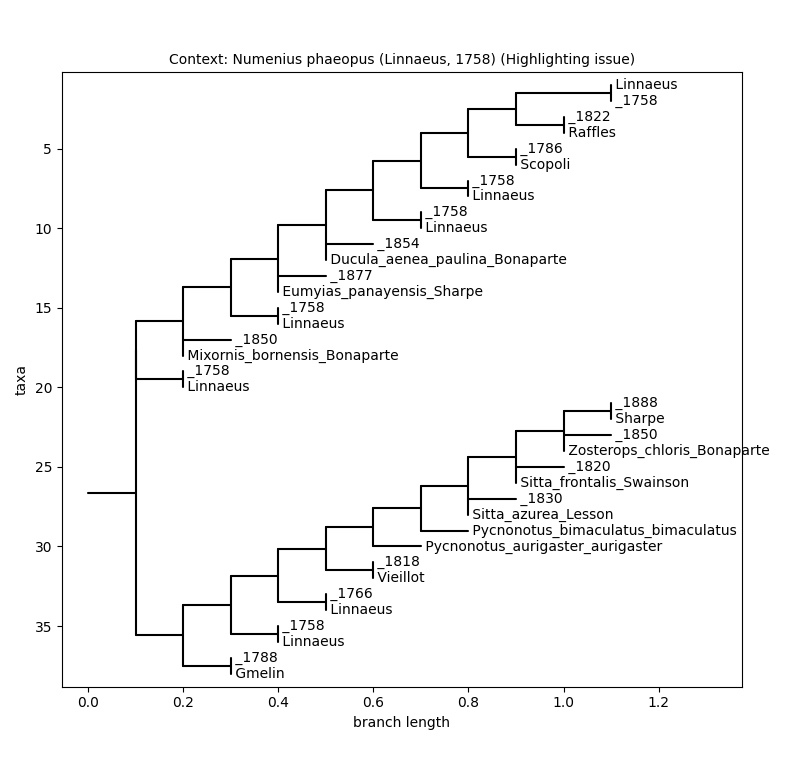 Context: Numenius phaeopus (Linnaeus, 1758) (Highlighting issue)
Linnaeus
_1758
_1822
Raffles
_1786
Scopoli
_1758
Linnaeus
_1758
Linnaeus
_1854
Ducula_aenea_paulina_Bonaparte
_1877
Eumyias_panayensis_Sharpe
_1758
Linnaeus
_1850
Mixornis_bornensis_Bonaparte
_1758
Linnaeus
_1888
Sharpe
_1850
Zosterops_chloris_Bonaparte
_1820
Sitta_frontalis_Swainson
_1830
Sitta_azurea_Lesson
Pycnonotus_bimaculatus_bimaculatus
Pycnonotus_aurigaster_aurigaster
_1818
Vieillot
_1766
Linnaeus
_1758
Linnaeus
_1788
Gmelin
5
10
15
20
25
30
35
taxa
0.0 0.2 0.4 0.6 0.8 1.0 1.2
branch length